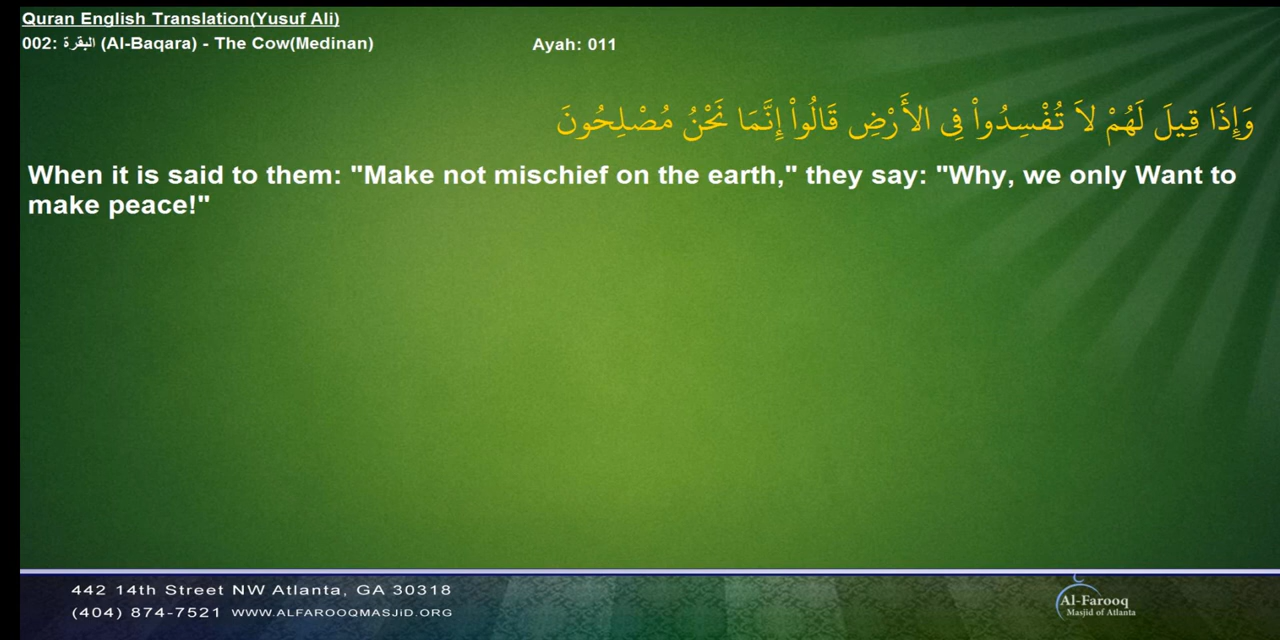 Quran English Translation(Yusuf Ali)
002: البقرة (Al-Baqara) - The Cow(Medinan) Ayah: 011
وَإِذَا قِيلَ لَهُمْ لاَ تُفْسِدُواْ فِى الأَرْضِ قَالُواْ إِنَّمَا نَحْنُ مُصْلِحُونَ
When it is said to them: "Make not mischief on the earth," they say: "Why, we only Want to
make peace!"
442 14th Street NW Atlanta, GA 30318
(404) 874-7521 WWW.ALFAROOQMASJiD.ORG
Al-Farooq
Masjid of Atlanta